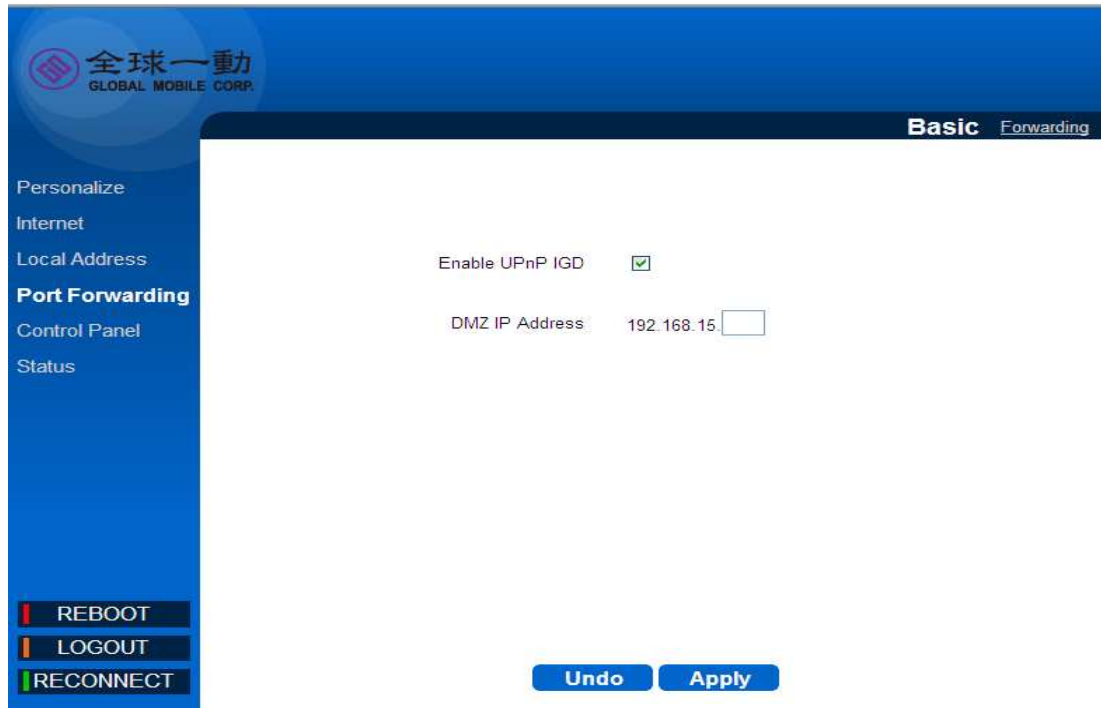 全球一動
GLOBAL MOBILE CORP.
Basic Forwarding
Personalize
Internet
Local Address
Port Forwarding
Control Panel
Status
Enable UPnP IGD
DMZ IP Address 192.168.15.
REBOOT
LOGOUT
RECONNECT
Undo Apply